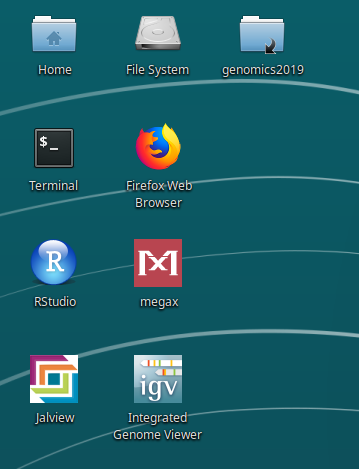 Home
File System
genomics2019
$_
Terminal
Firefox Web
Browser
R
RStudio
M
megax
Jalview
igv
Integrated
Genome Viewer